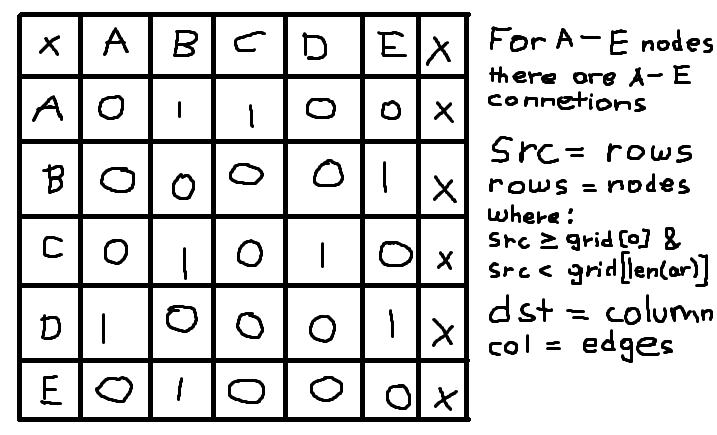 x A B C D E X
A 0 1 1 0 0 x
B 0 0 0 0 1 x
C 0 1 0 1 0 x
D 1 0 0 0 1 x
E 0 1 0 0 0 x
For A-E nodes
there are A-E
connetions
Src = rows
rows = nodes
where:
src ≥ grid[0] &
src < grid[len(ar)]
dst = column
col = edges